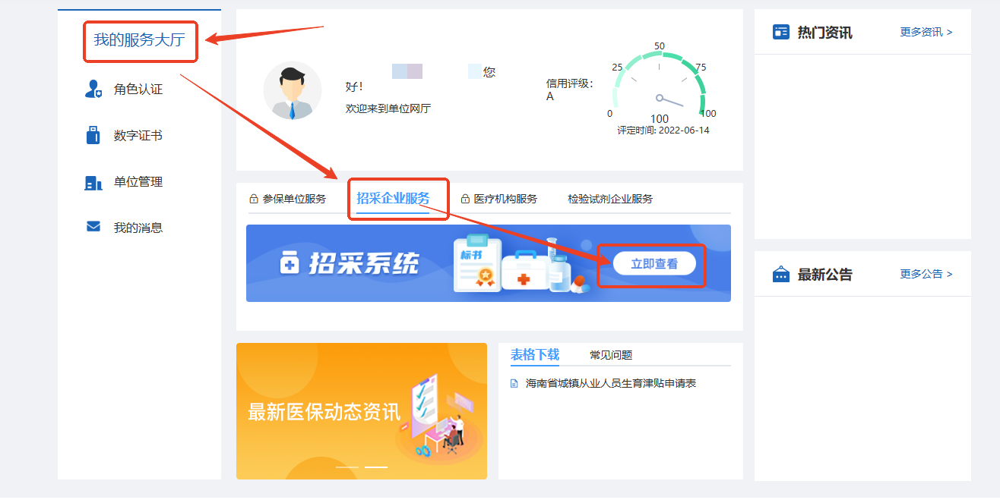 我的服务大厅
角色认证
数字证书
单位管理
我的消息
您
好！
欢迎来到单位网厅
信用评级：
A
0
25
50
75
100
100
评定时间: 2022-06-14
参保单位服务
招采企业服务
医疗机构服务
检验试剂企业服务
招采系统
标书
立即查看
最新医保动态资讯
表格下载
常见问题
海南省城镇从业人员生育津贴申请表
热门资讯
更多资讯 >
最新公告
更多公告 >